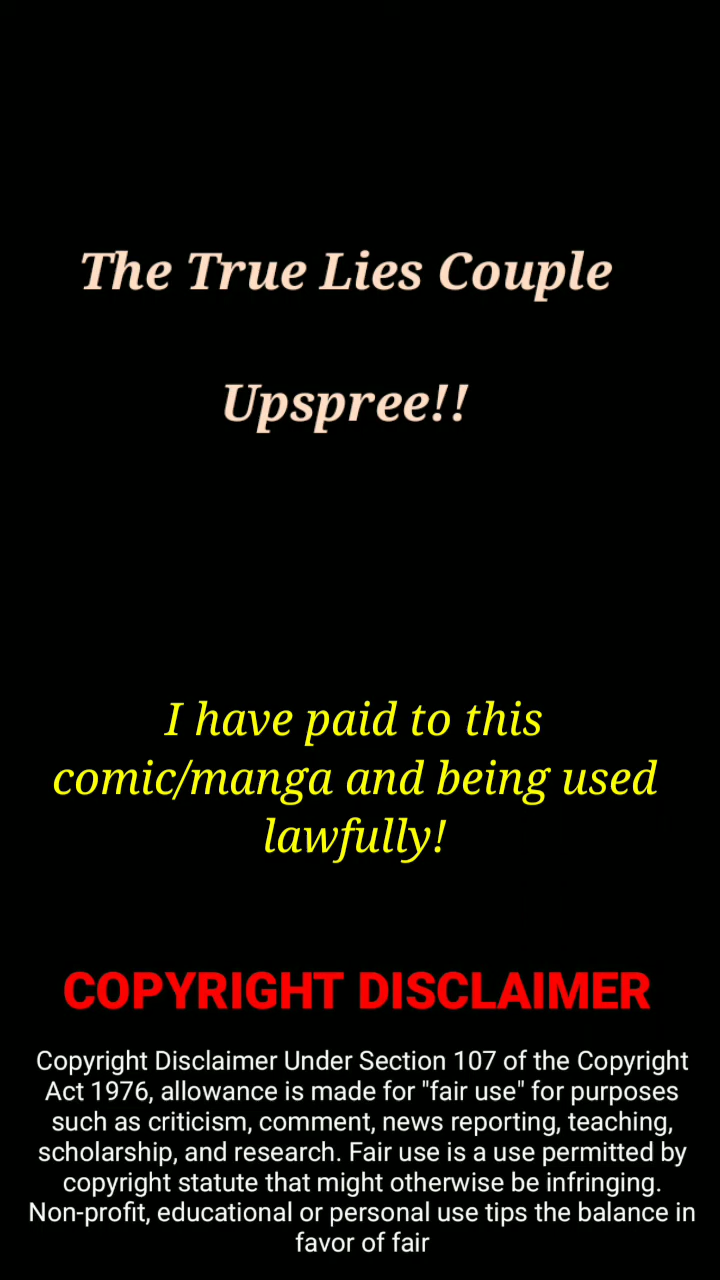 The True Lies Couple
Upspree!!
I have paid to this
comic/manga and being used
lawfully!
COPYRIGHT DISCLAIMER
Copyright Disclaimer Under Section 107 of the Copyright
Act 1976, allowance is made for "fair use" for purposes
such as criticism, comment, news reporting, teaching,
scholarship, and research. Fair use is a use permitted by
copyright statute that might otherwise be infringing.
Non-profit, educational or personal use tips the balance in
favor of fair